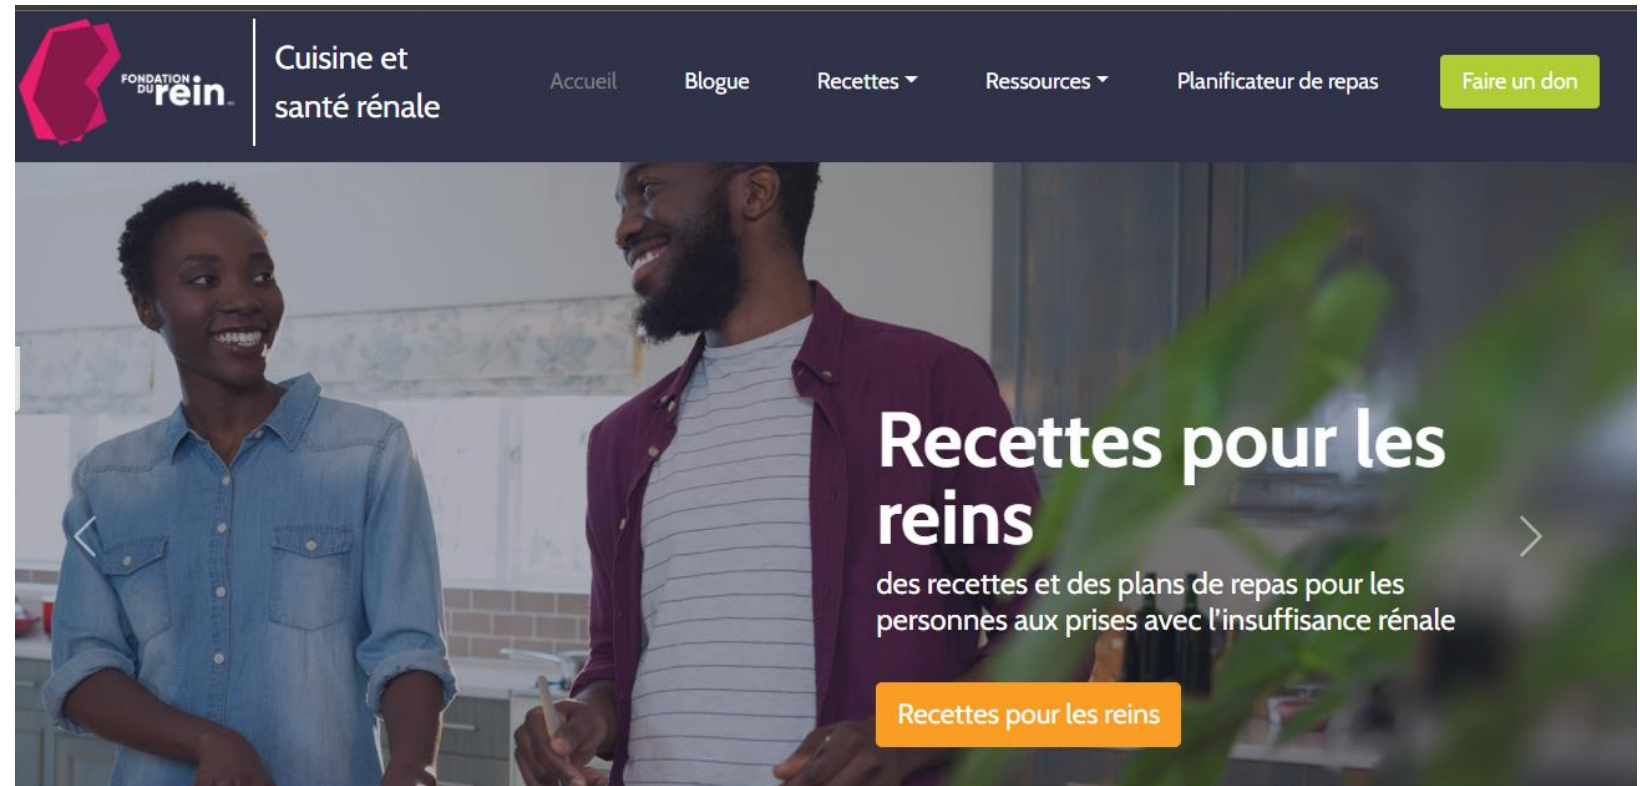 FONDATION
DU rein
Cuisine et
santé rénale
Accueil
Blogue
Recettes
Ressources
Planificateur de repas
Faire un don
Recettes pour les
reins
des recettes et des plans de repas pour les
personnes aux prises avec l'insuffisance rénale
Recettes pour les reins